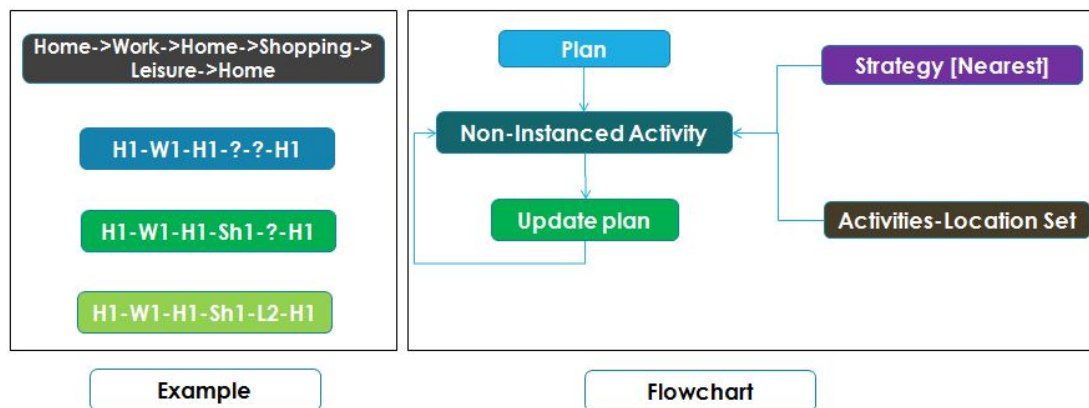 Home->Work->Home->Shopping->
Leisure->Home
H1-W1-H1-?-?-H1
H1-W1-H1-Sh1-?-H1
H1-W1-H1-Sh1-L2-H1
Example
Plan
Strategy [Nearest]
Non-Instanced Activity
Update plan
Activities-Location Set
Flowchart